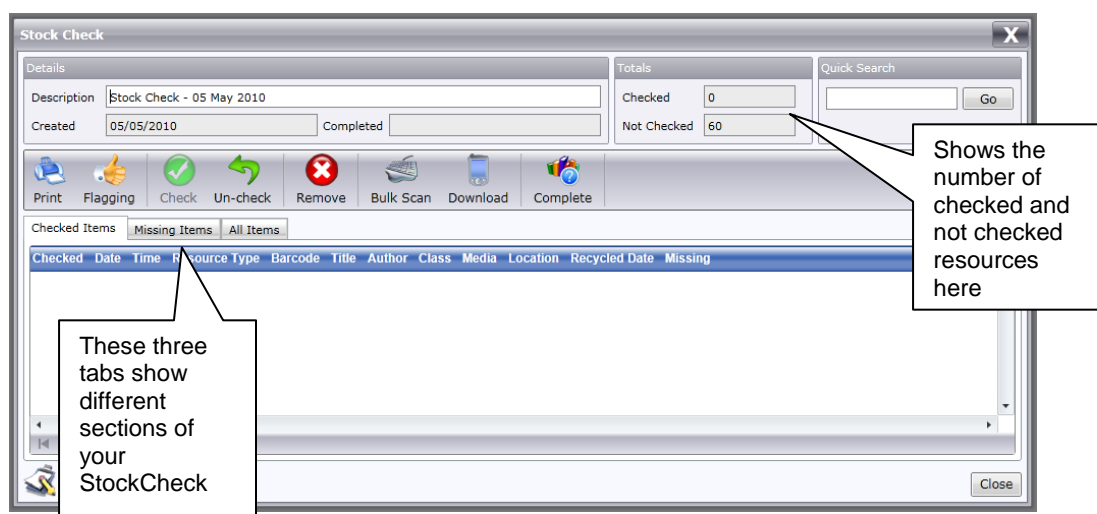 Stock Check
X
Details
Totals
Quick Search
Description Stock Check - 05 May 2010
Checked 0
Go
Created 05/05/2010 Completed
Not Checked 60
Print Flagging Check Un-check Remove Bulk Scan Download Complete
Checked Items Missing Items All Items
Checked Date Time Resource Type Barcode Title Author Class Media Location Recycled Date Missing
Shows the
number of
checked and
not checked
resources
here
These three
tabs show
different
sections of
your
StockCheck
Close